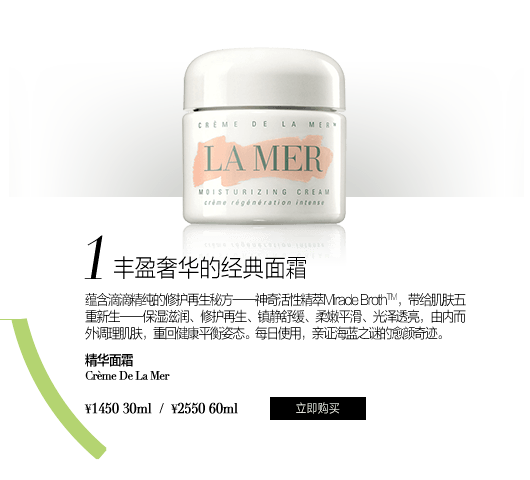 CRÈME DE LA MER™
LA MER
MOISTURIZING CREAM
crème régénération intense
1 丰盈奢华的经典面霜
蕴含滴滴精纯的修护再生秘方——神奇活性精萃Miracle Broth™，带给肌肤五
重新生——保湿滋润、修护再生、镇静舒缓、柔嫩平滑、光泽透亮，由内而
外调理肌肤，重回健康平衡姿态。每日使用，亲证海蓝之谜的愈颜奇迹。
精华面霜
Crème De La Mer
¥1450 30ml / ¥2550 60ml
立即购买